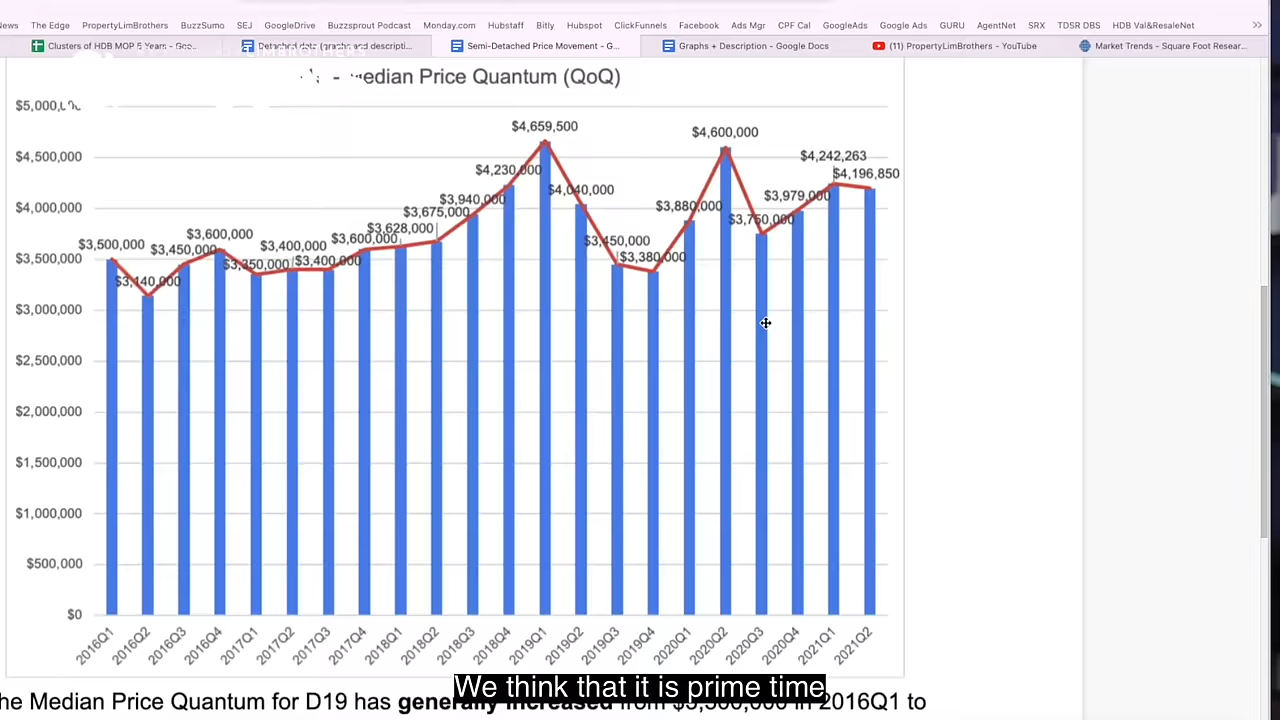 News The Edge PropertyLimBrothers BuzzSumo SEJ GoogleDrive Buzzsprout Podcast Monday.com Hubstaff Bitly Hubspot ClickFunnels Facebook Ads Mgr CPF Cal GoogleAds Google Ads GURU AgentNet SRX TDSR DBS HDB Val&ResaleNet >>
Clusters of HDB MOP 5 Years - Goo... Detached data (graphs and descripti... Semi-Detached Price Movement - G... Graphs + Description - Google Docs (11) PropertyLimBrothers - YouTube Market Trends - Square Foot Resear...
- Median Price Quantum (QoQ)
$4,500,000
$4,000,000
$3,500,000
$3,000,000
$2,500,000
$2,000,000
$1,500,000
$1,000,000
$500,000
$0
$3,500,000
$3,140,000
$3,450,000
$3,600,000
$3,350,000
$3,400,000
$3,400,000
$3,600,000
$3,628,000
$3,675,000
$3,940,000
$4,230,000
$4,659,500
$4,040,000
$3,450,000
$3,380,000
$3,880,000
$4,600,000
$3,750,000
$3,979,000
$4,242,263
$4,196,850
2016Q1
2016Q2
2016Q3
2016Q4
2017Q1
2017Q2
2017Q3
2017Q4
2018Q1
2018Q2
2018Q3
2018Q4
2019Q1
2019Q2
2019Q3
2019Q4
2020Q1
2020Q2
2020Q3
2020Q4
2021Q1
2021Q2
We think that it is prime time
he Median Price Quantum for D19 has generally increased from $3,500,000 in 2016Q1 to